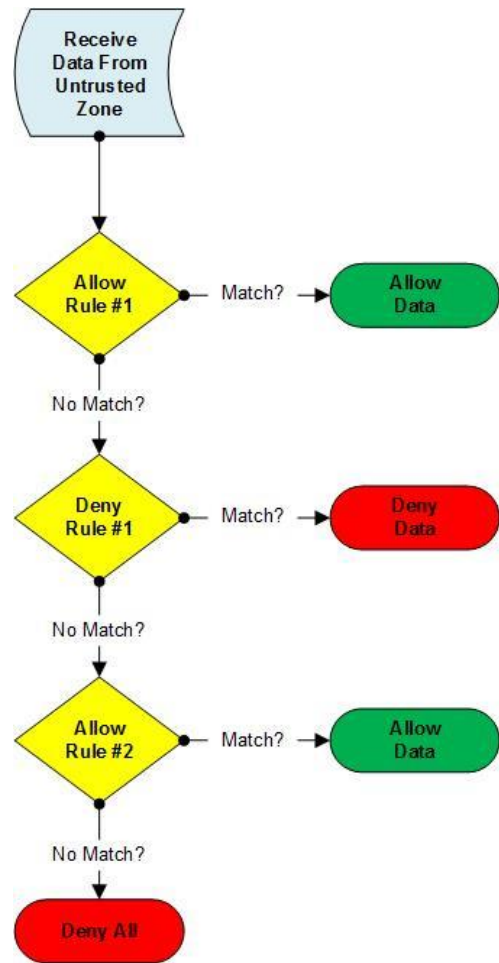 Receive
Data From
Untrusted
Zone
Allow
Rule #1
Match?
Allow
Data
No Match?
Deny
Rule #1
Match?
Deny
Data
No Match?
Allow
Rule #2
Match?
Allow
Data
No Match?
Deny All